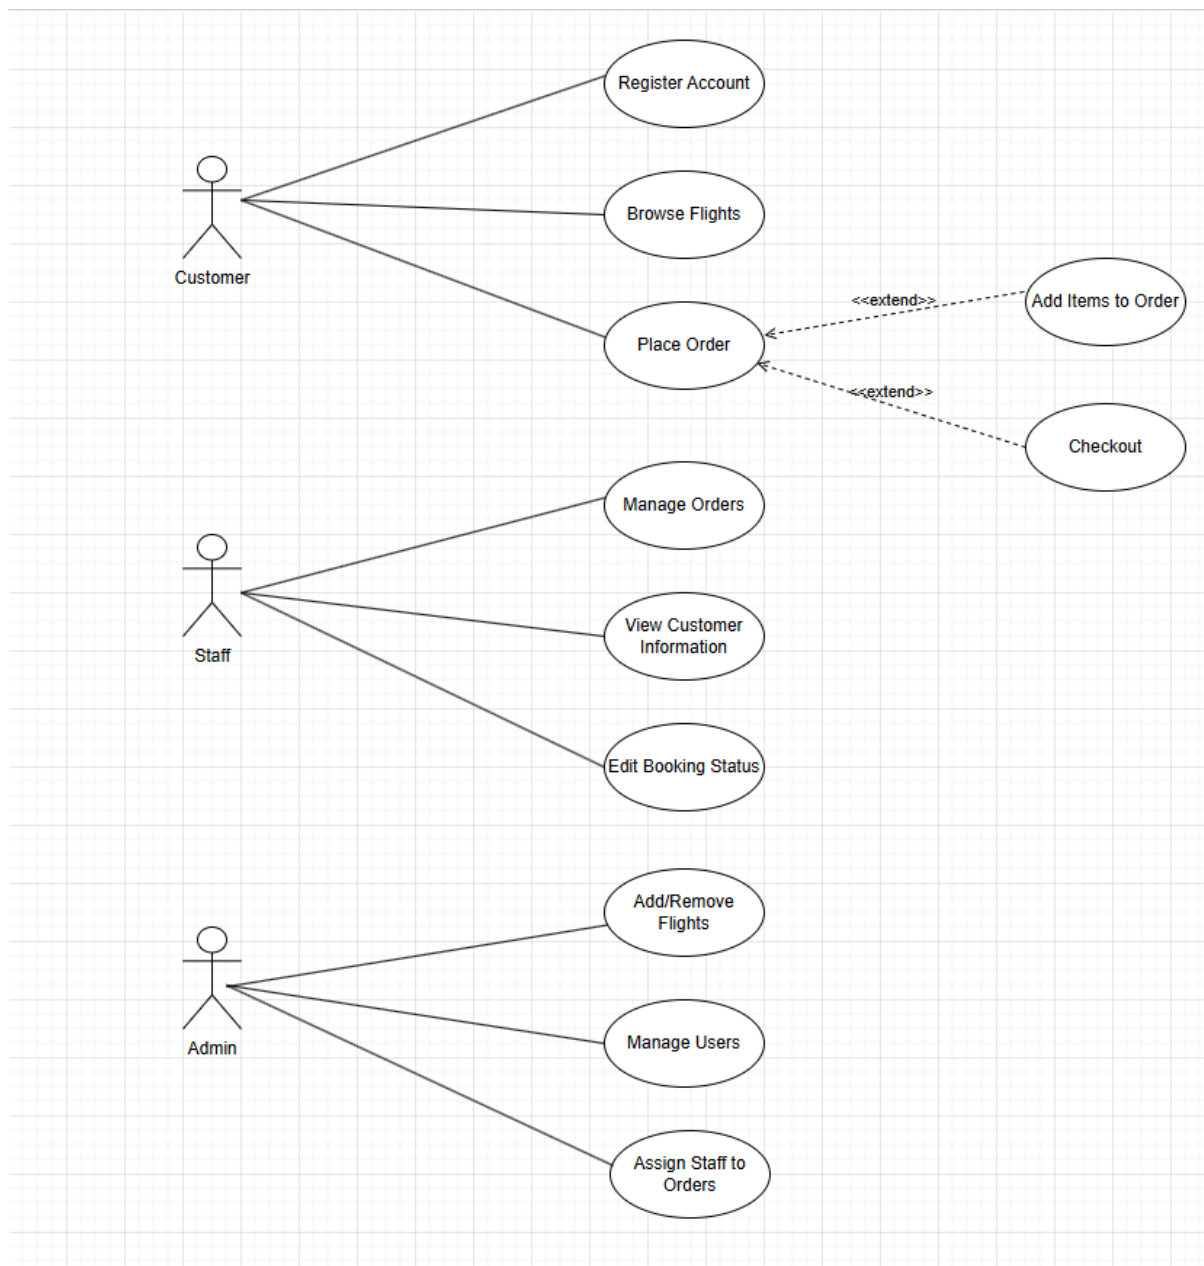 Register Account
Browse Flights
Customer
<<extend>>
Add Items to Order
Place Order
<<extend>>
Checkout
Manage Orders
View Customer
Information
Staff
Edit Booking Status
Add/Remove
Flights
Manage Users
Admin
Assign Staff to
Orders